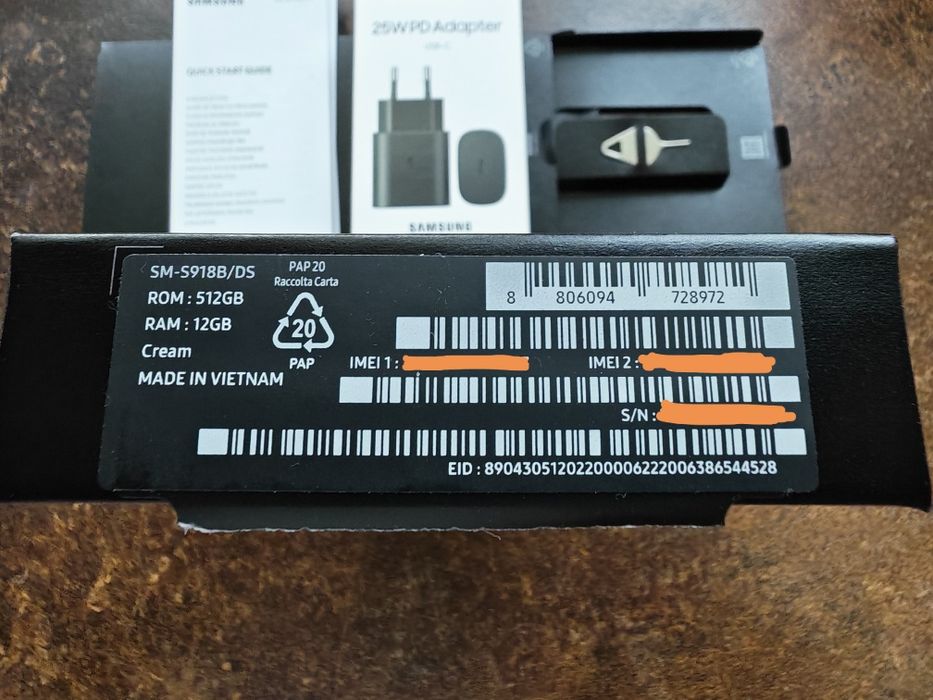 SAMSUNG
QUICK START GUIDE
25W PD Adapter
USB-C
SAMSUNG
SM-S918B/DS
ROM : 512GB
RAM : 12GB
Cream
MADE IN VIETNAM
PAP 20
Raccolta Carta
20
PAP
8 806094 728972
IMEI 1 :
IMEI 2 :
S/N :
EID : 89043051202200006222006386544528